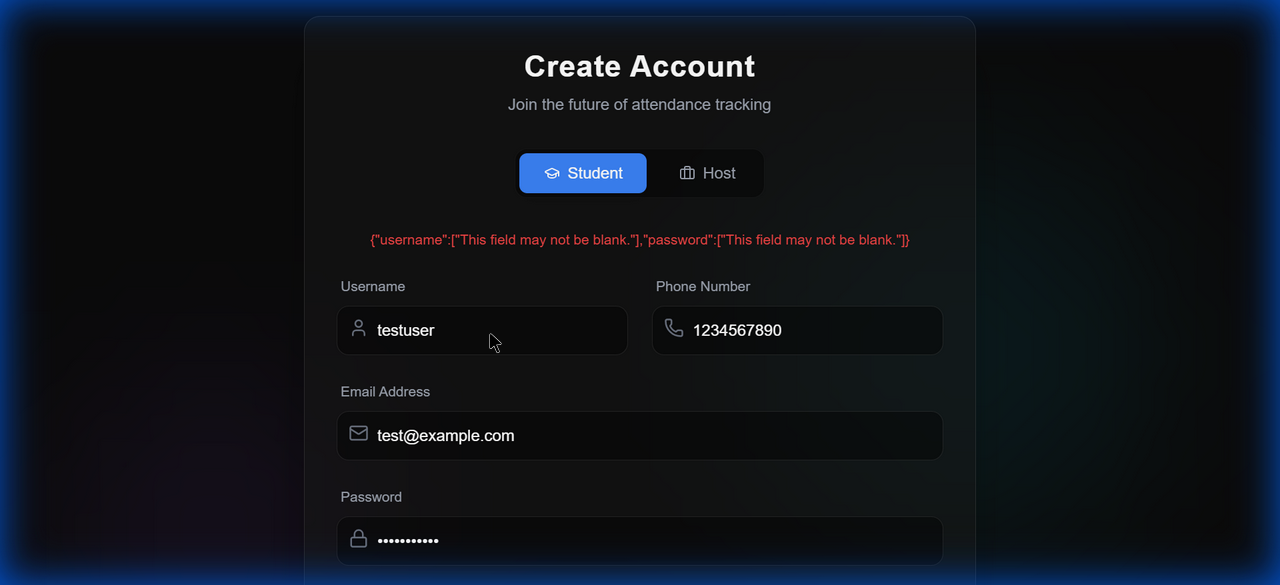 Create Account
Join the future of attendance tracking
Student
Host
{"username":["This field may not be blank."],"password":["This field may not be blank."]}
Username
Phone Number
testuser
1234567890
Email Address
test@example.com
Password
•••••••••••